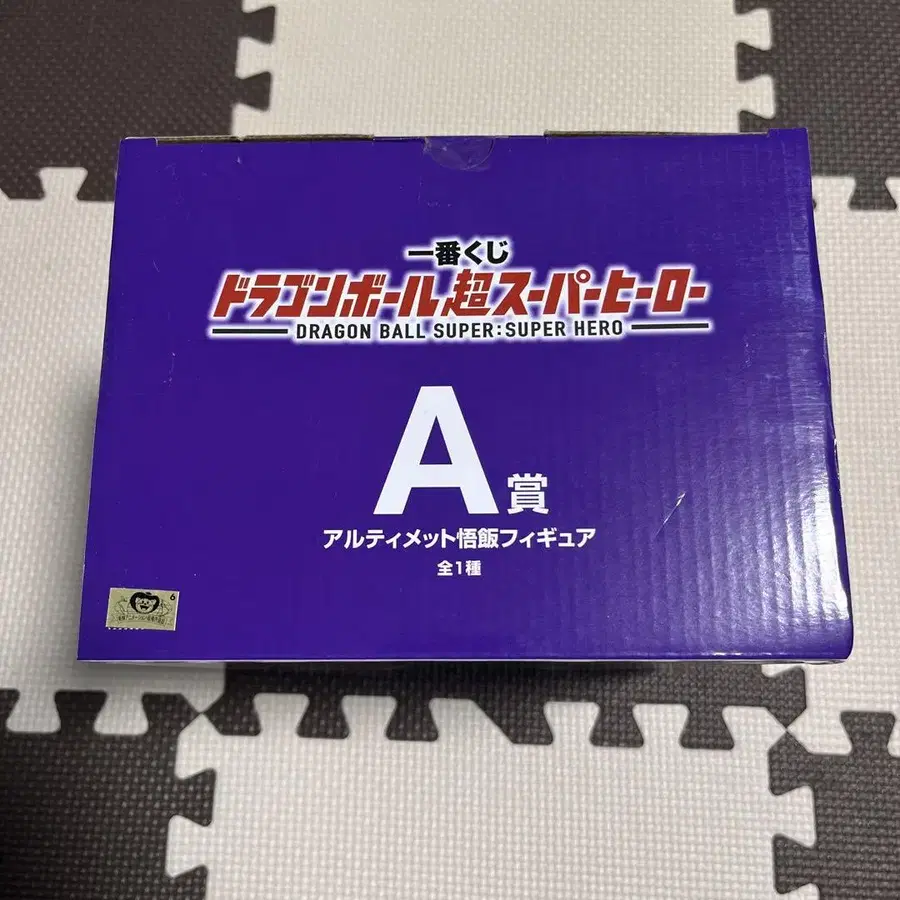 一番くじ
ドラゴンボール超スーパーヒーロー
DRAGON BALL SUPER:SUPER HERO
A賞
アルティメット悟飯フィギュア
全1種
6